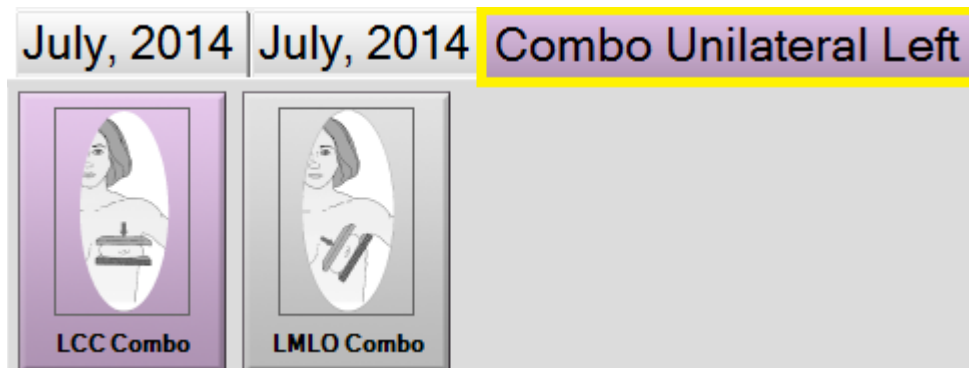 July, 2014 July, 2014 Combo Unilateral Left
LCC Combo LMLO Combo